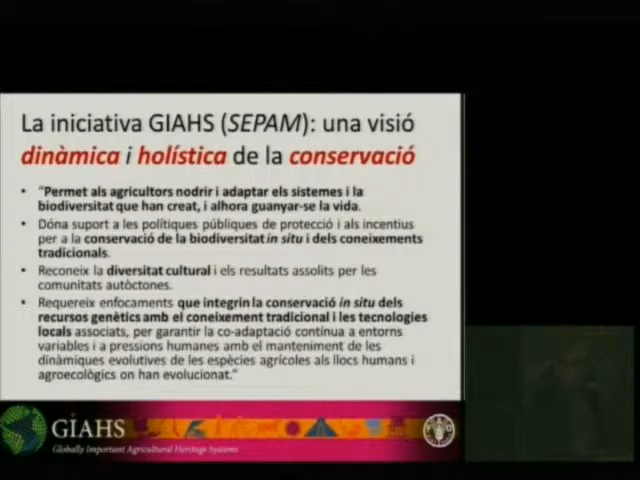 La iniciativa GIAHS (SEPAM): una visió
dinàmica i holística de la conservació
• “Permet als agricultors nodrir i adaptar els sistemes i la
biodiversitat que han creat, i alhora guanyar-se la vida.
• Dóna suport a les polítiques públiques de protecció i als incentius
per a la conservació de la biodiversitat in situ i dels coneixements
tradicionals.
• Reconeix la diversitat cultural i els resultats assolits per les
comunitats autòctones.
• Requereix enfocaments que integrin la conservació in situ dels
recursos genètics amb el coneixement tradicional i les tecnologies
locals associats, per garantir la co-adaptació contínua a entorns
variables i a pressions humanes amb el manteniment de les
dinàmiques evolutives de les espècies agrícoles als llocs humans i
agroecològics on han evolucionat.”
GIAHS
Globally Important Agricultural Heritage Systems